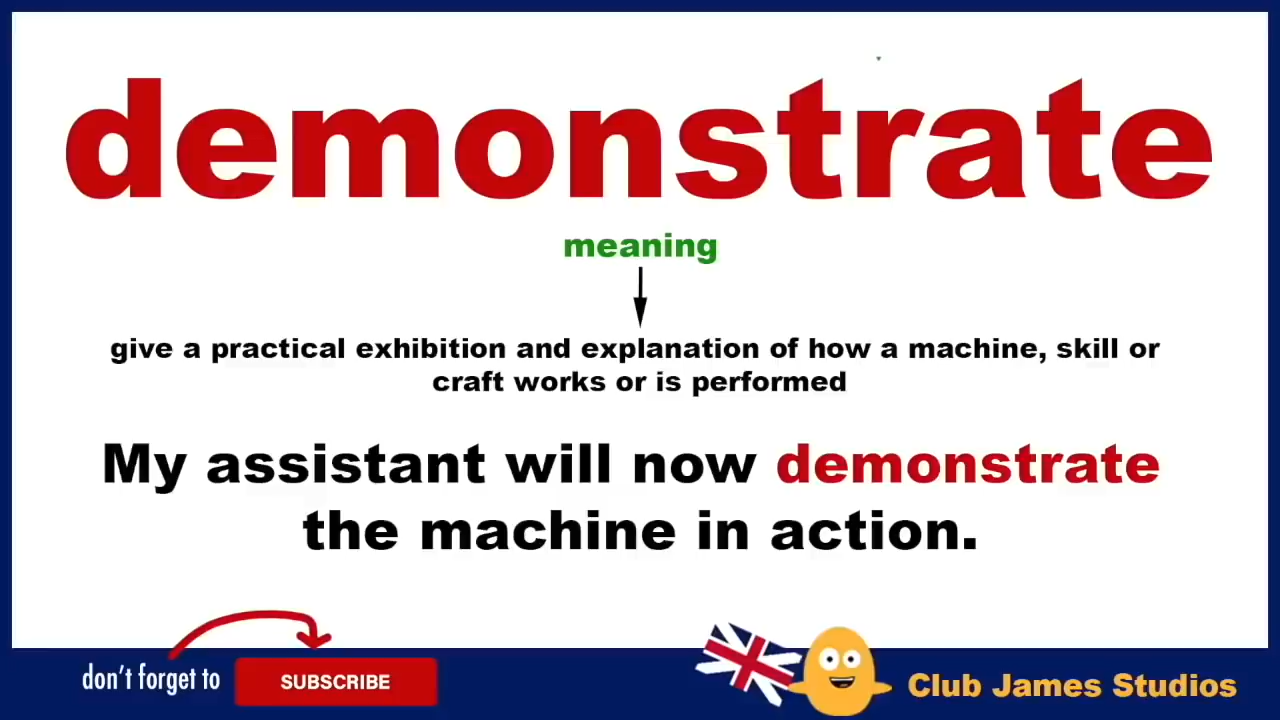 demonstrate
meaning
give a practical exhibition and explanation of how a machine, skill or
craft works or is performed
My assistant will now demonstrate
the machine in action.
don't forget to
SUBSCRIBE
Club James Studios